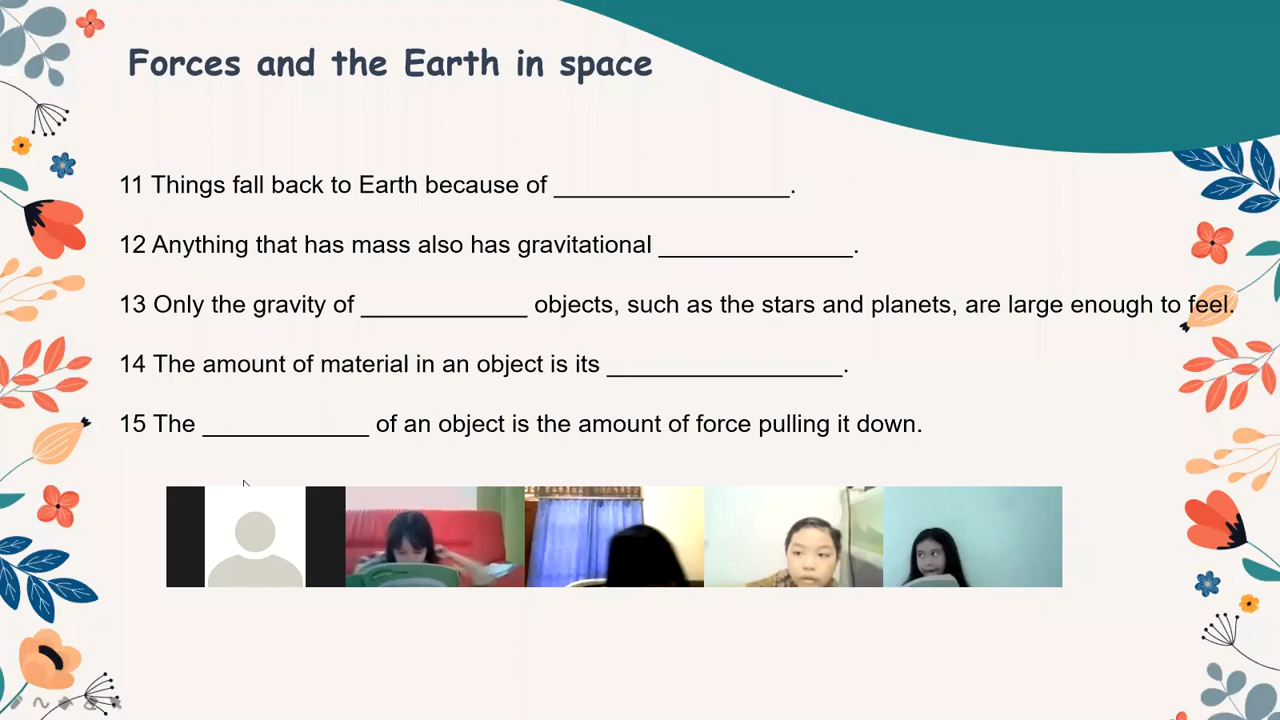 Forces and the Earth in space
11 Things fall back to Earth because of _________________.
12 Anything that has mass also has gravitational ______________.
13 Only the gravity of ____________ objects, such as the stars and planets, are large enough to feel.
14 The amount of material in an object is its _________________.
15 The ____________ of an object is the amount of force pulling it down.